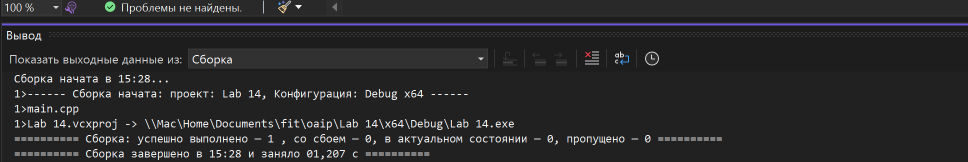 100 %
Проблемы не найдены.
Вывод
Показать выходные данные из: Сборка
Сборка начата в 15:28...
1>------ Сборка начата: проект: Lab 14, Конфигурация: Debug x64 ------
1>main.cpp
1>Lab 14.vcxproj -> \\Mac\Home\Documents\fit\oaip\Lab 14\x64\Debug\Lab 14.exe
========== Сборка: успешно выполнено — 1 , со сбоем — 0, в актуальном состоянии — 0, пропущено — 0 ==========
========== Сборка завершено в 15:28 и заняло 01,207 с ==========